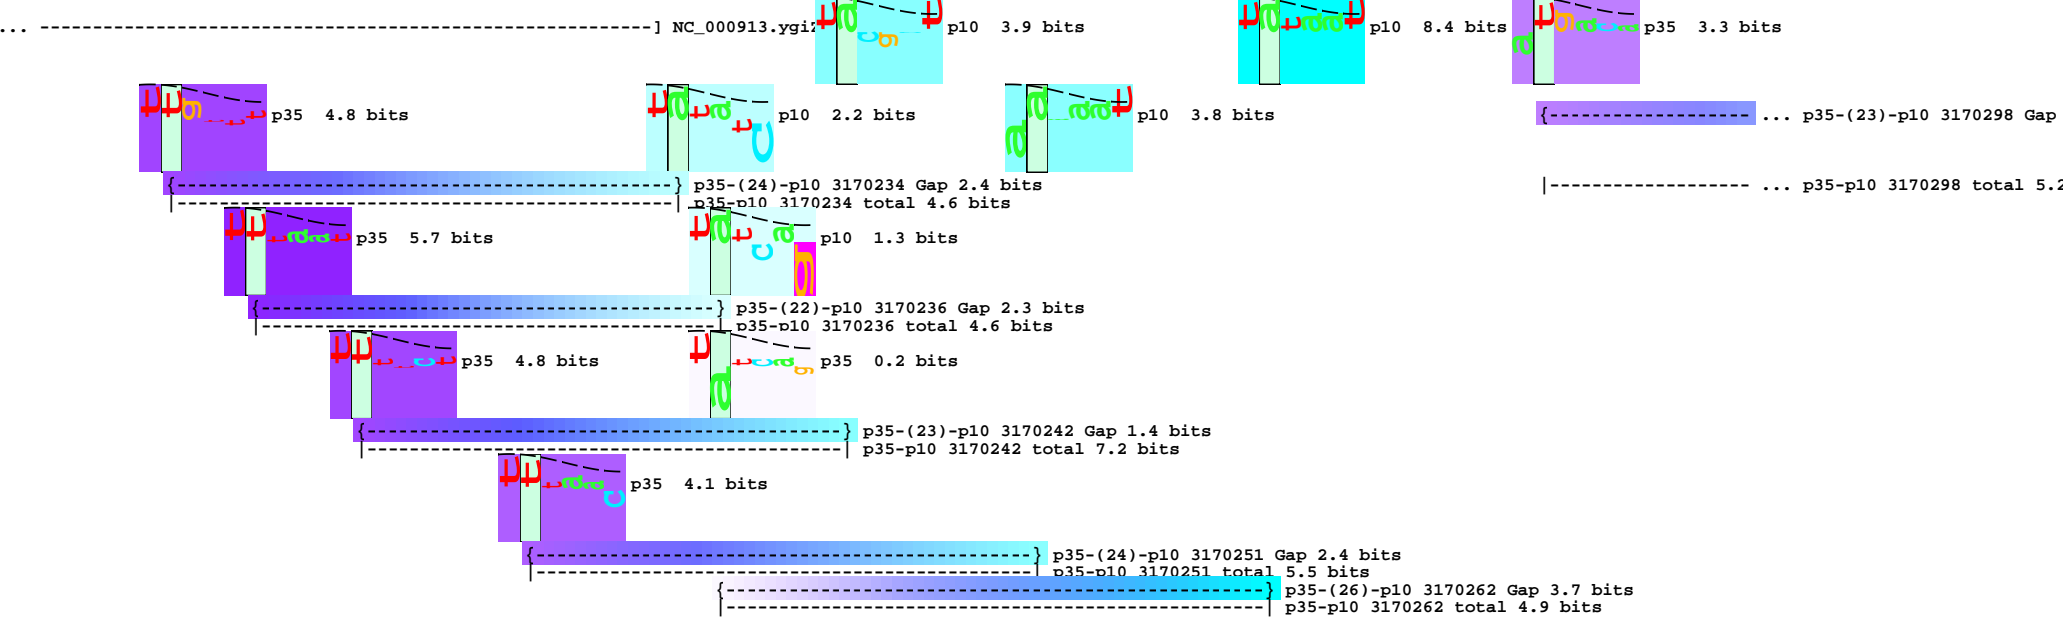 ... ----------------------------------------------------------] NC_000913.ygiZ
p10 3.9 bits
p10 8.4 bits
p35 3.3 bits
p35 4.8 bits
p10 2.2 bits
p10 3.8 bits
{-------------------- ... p35-(23)-p10 3170298 Gap
{------------------------------------------------} p35-(24)-p10 3170234 Gap 2.4 bits
|------------------------------------------------| p35-p10 3170234 total 4.6 bits
|------------------- ... p35-p10 3170298 total 5.2
p35 5.7 bits
p10 1.3 bits
{--------------------------------------------} p35-(22)-p10 3170236 Gap 2.3 bits
|--------------------------------------------| p35-p10 3170236 total 4.6 bits
p35 4.8 bits
p35 0.2 bits
{----------------------------------------------} p35-(23)-p10 3170242 Gap 1.4 bits
|----------------------------------------------| p35-p10 3170242 total 7.2 bits
p35 4.1 bits
{------------------------------------------------} p35-(24)-p10 3170251 Gap 2.4 bits
|------------------------------------------------| p35-p10 3170251 total 5.5 bits
{----------------------------------------------------} p35-(26)-p10 3170262 Gap 3.7 bits
|----------------------------------------------------| p35-p10 3170262 total 4.9 bits